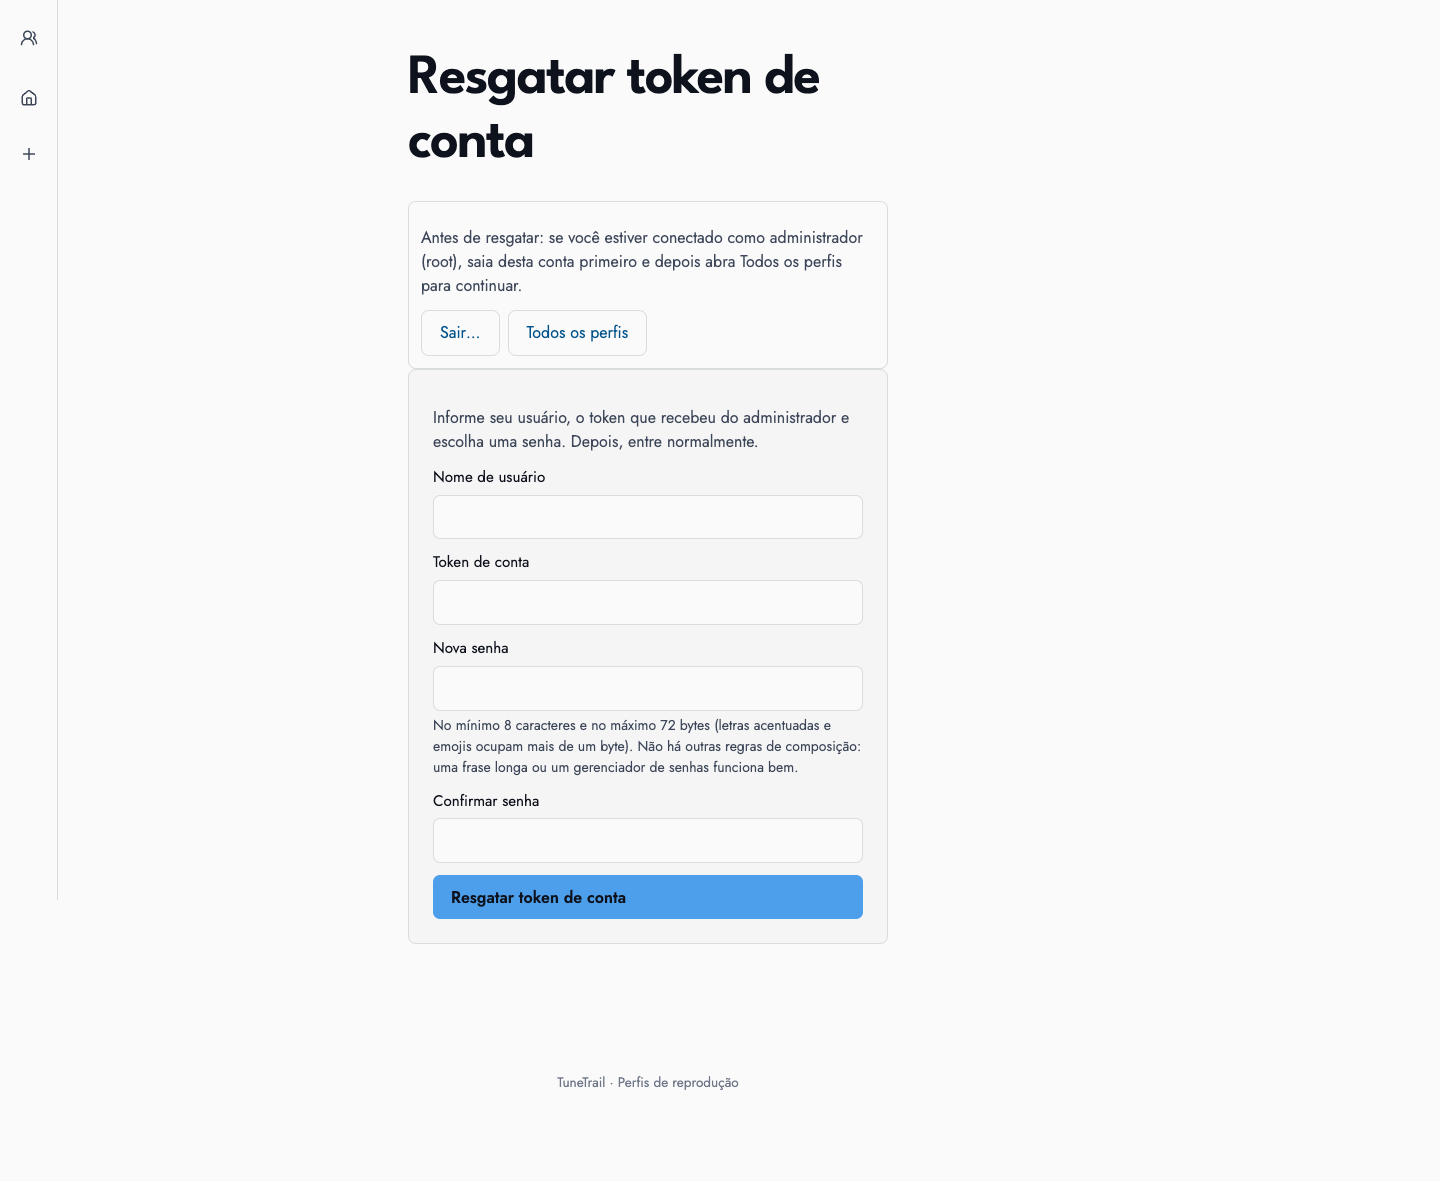 Resgatar token de
conta
Antes de resgatar: se você estiver conectado como administrador
(root), saia desta conta primeiro e depois abra Todos os perfis
para continuar.
Sair…
Todos os perfis
Informe seu usuário, o token que recebeu do administrador e
escolha uma senha. Depois, entre normalmente.
Nome de usuário
Token de conta
Nova senha
No mínimo 8 caracteres e no máximo 72 bytes (letras acentuadas e
emojis ocupam mais de um byte). Não há outras regras de composição:
uma frase longa ou um gerenciador de senhas funciona bem.
Confirmar senha
Resgatar token de conta
TuneTrail · Perfis de reprodução